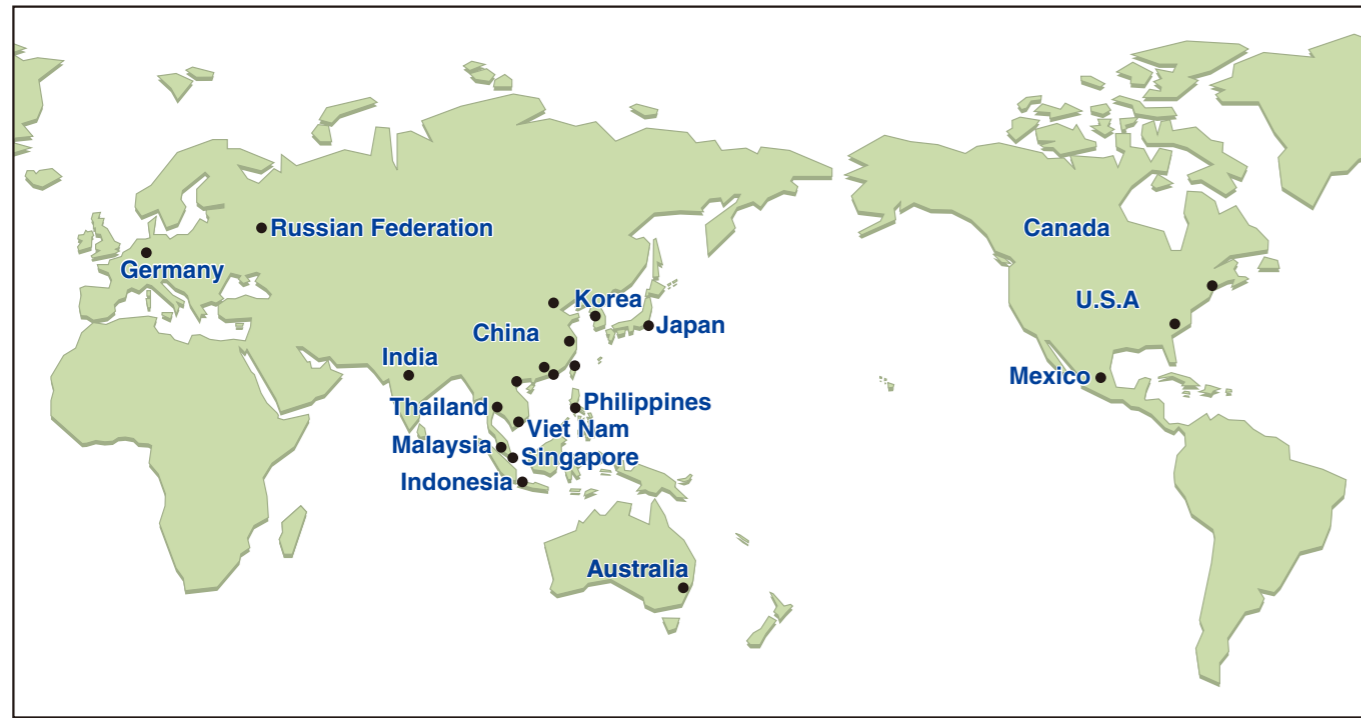 Russian Federation
Canada
Germany
Korea
U.S.A
Japan
China
India
Mexico
Thailand
Philippines
Viet Nam
Malaysia
Singapore
Indonesia
Australia